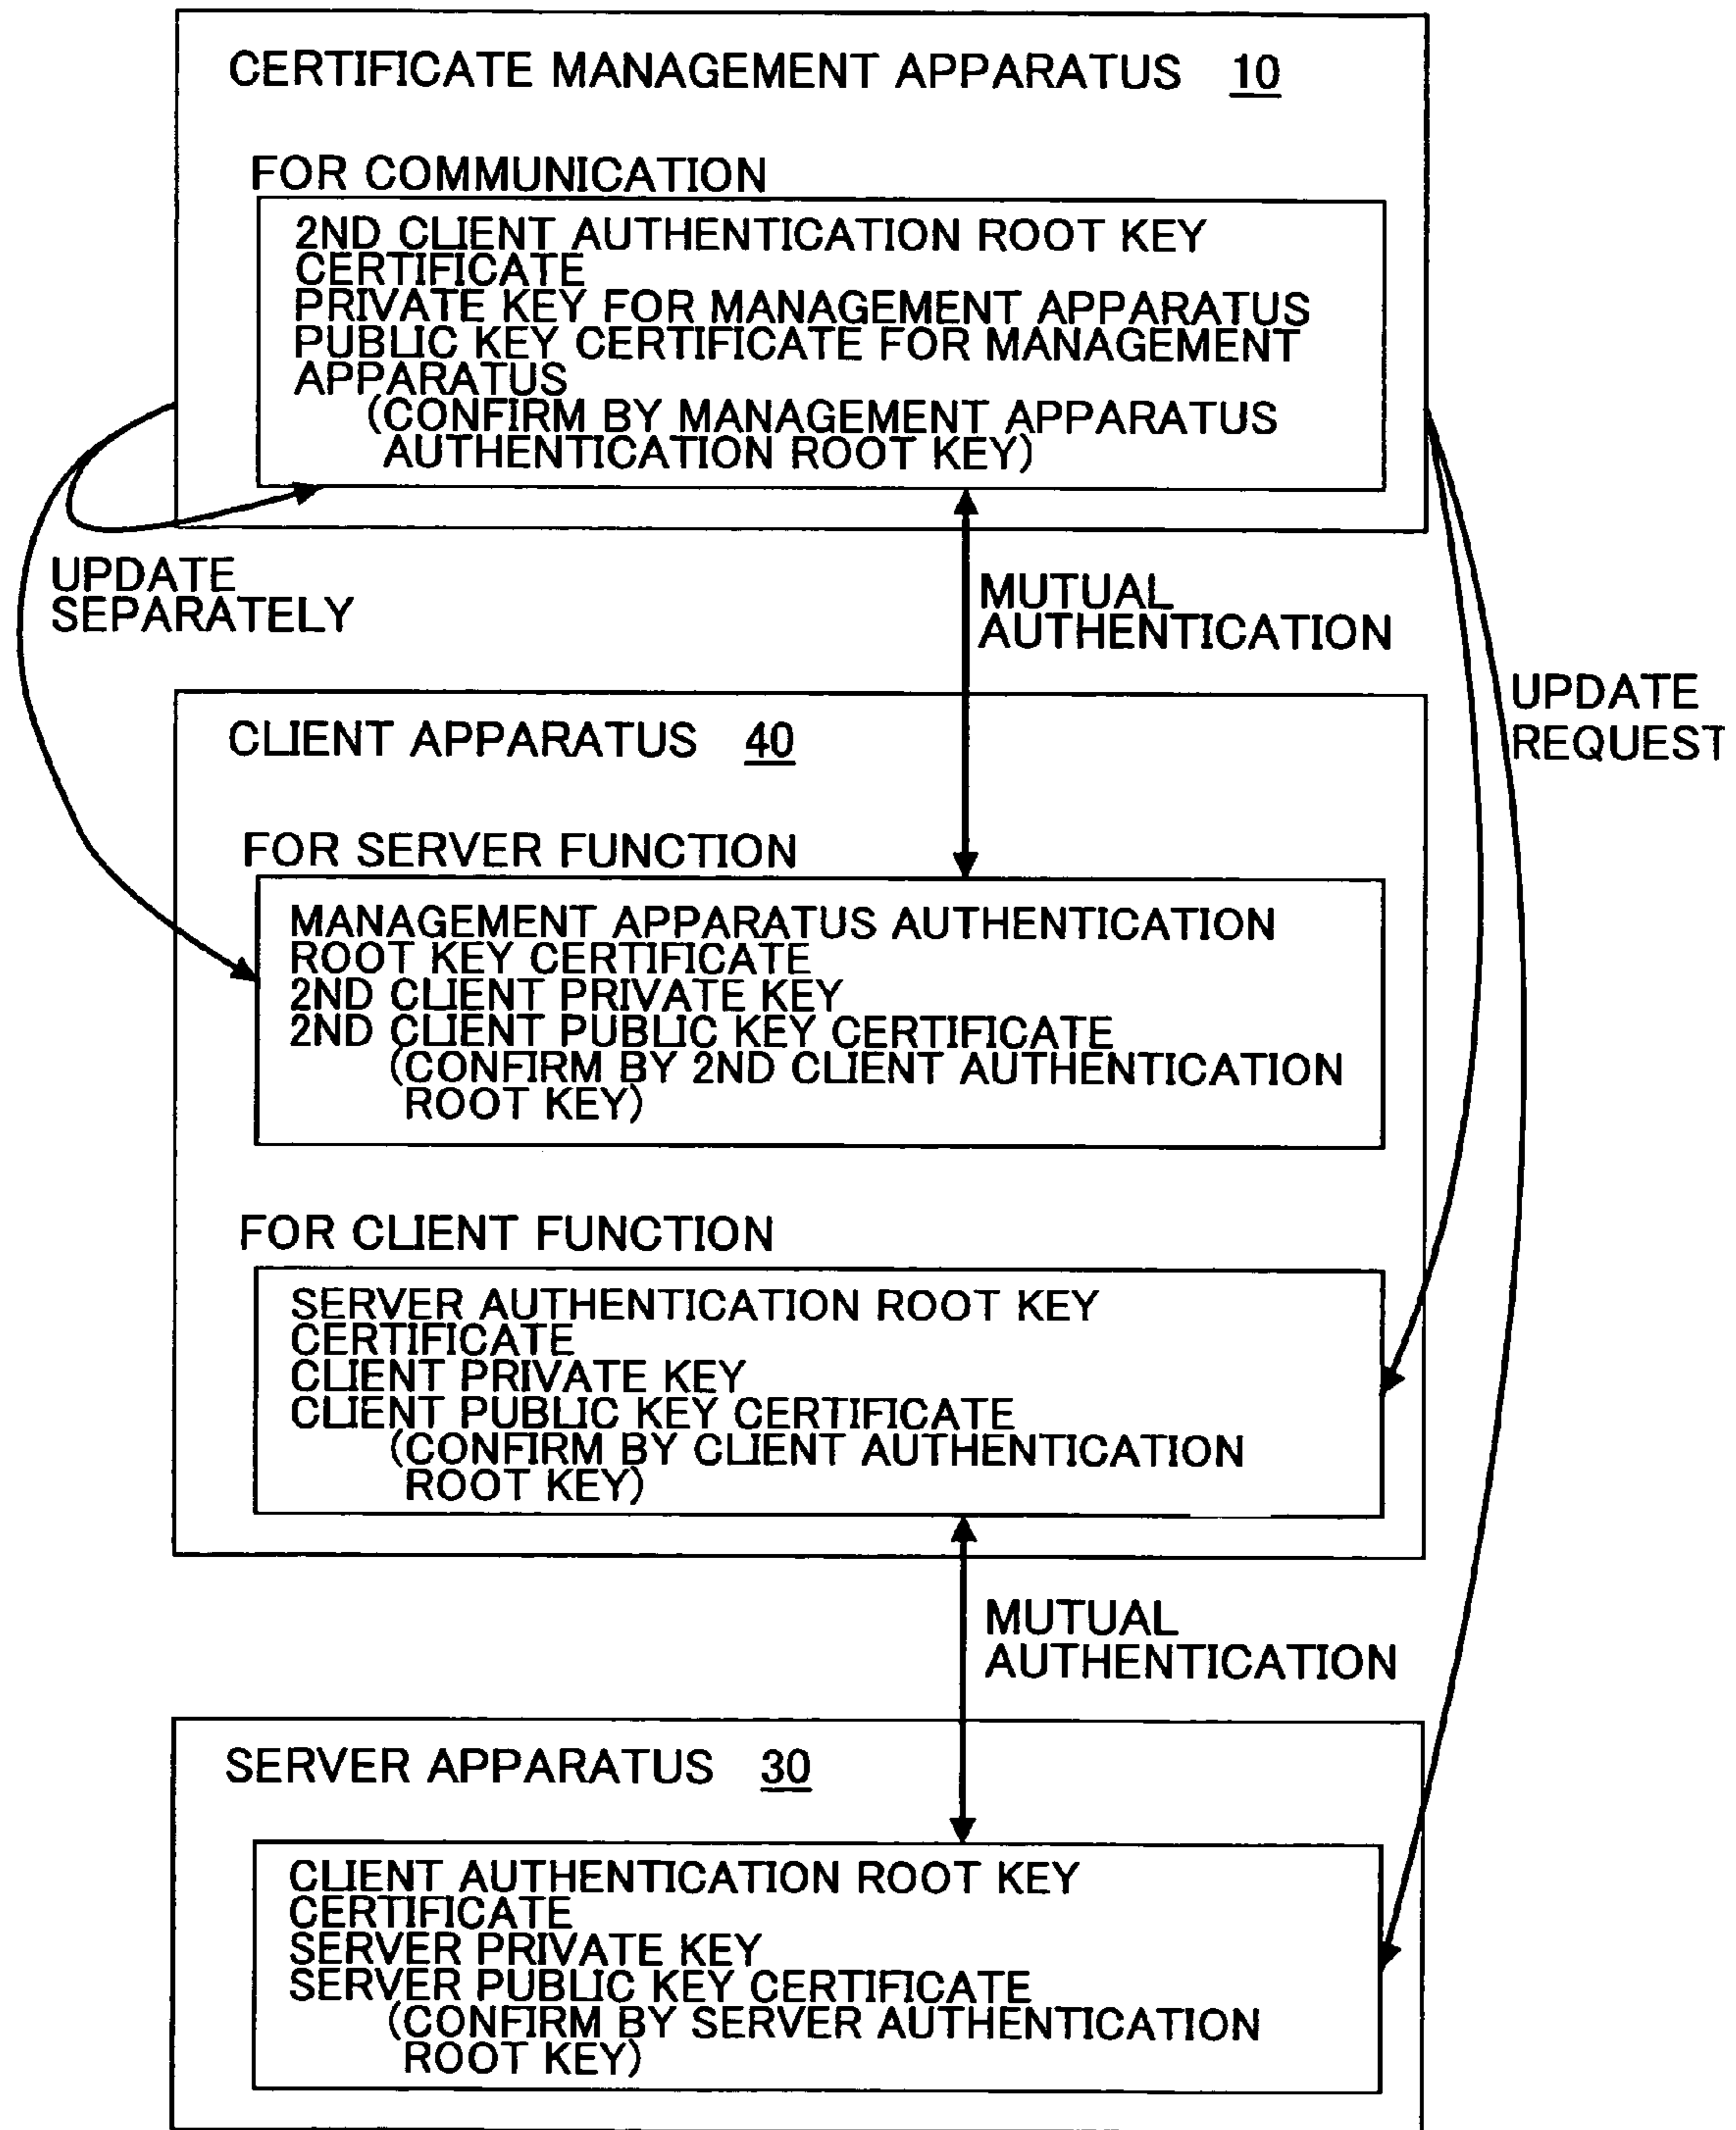 CERTIFICATE MANAGEMENT APPARATUS 10
FOR COMMUNICATION
2ND CLIENT AUTHENTICATION ROOT KEY
CERTIFICATE
PRIVATE KEY FOR MANAGEMENT APPARATUS
PUBLIC KEY CERTIFICATE FOR MANAGEMENT
APPARATUS
(CONFIRM BY MANAGEMENT APPARATUS
AUTHENTICATION ROOT KEY)
UPDATE
SEPARATELY
MUTUAL
AUTHENTICATION
UPDATE
REQUEST
CLIENT APPARATUS 40
FOR SERVER FUNCTION
MANAGEMENT APPARATUS AUTHENTICATION
ROOT KEY CERTIFICATE
2ND CLIENT PRIVATE KEY
2ND CLIENT PUBLIC KEY CERTIFICATE
(CONFIRM BY 2ND CLIENT AUTHENTICATION
ROOT KEY)
FOR CLIENT FUNCTION
SERVER AUTHENTICATION ROOT KEY
CERTIFICATE
CLIENT PRIVATE KEY
CLIENT PUBLIC KEY CERTIFICATE
(CONFIRM BY CLIENT AUTHENTICATION
ROOT KEY)
MUTUAL
AUTHENTICATION
SERVER APPARATUS 30
CLIENT AUTHENTICATION ROOT KEY
CERTIFICATE
SERVER PRIVATE KEY
SERVER PUBLIC KEY CERTIFICATE
(CONFIRM BY SERVER AUTHENTICATION
ROOT KEY)